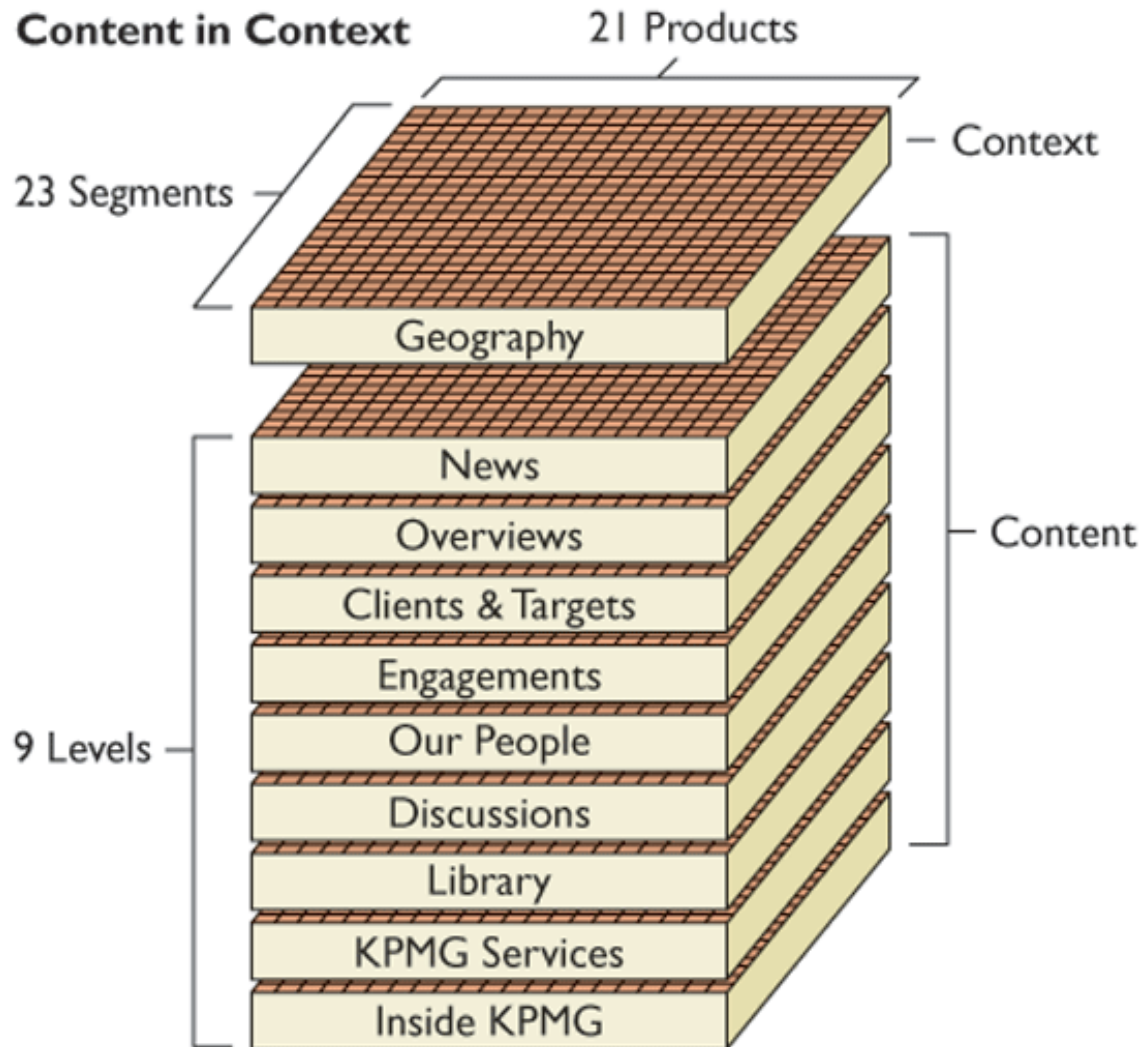 Content in Context
21 Products
Context
23 Segments
Geography
News
Overviews
Content
Clients & Targets
Engagements
9 Levels
Our People
Discussions
Library
KPMG Services
Inside KPMG